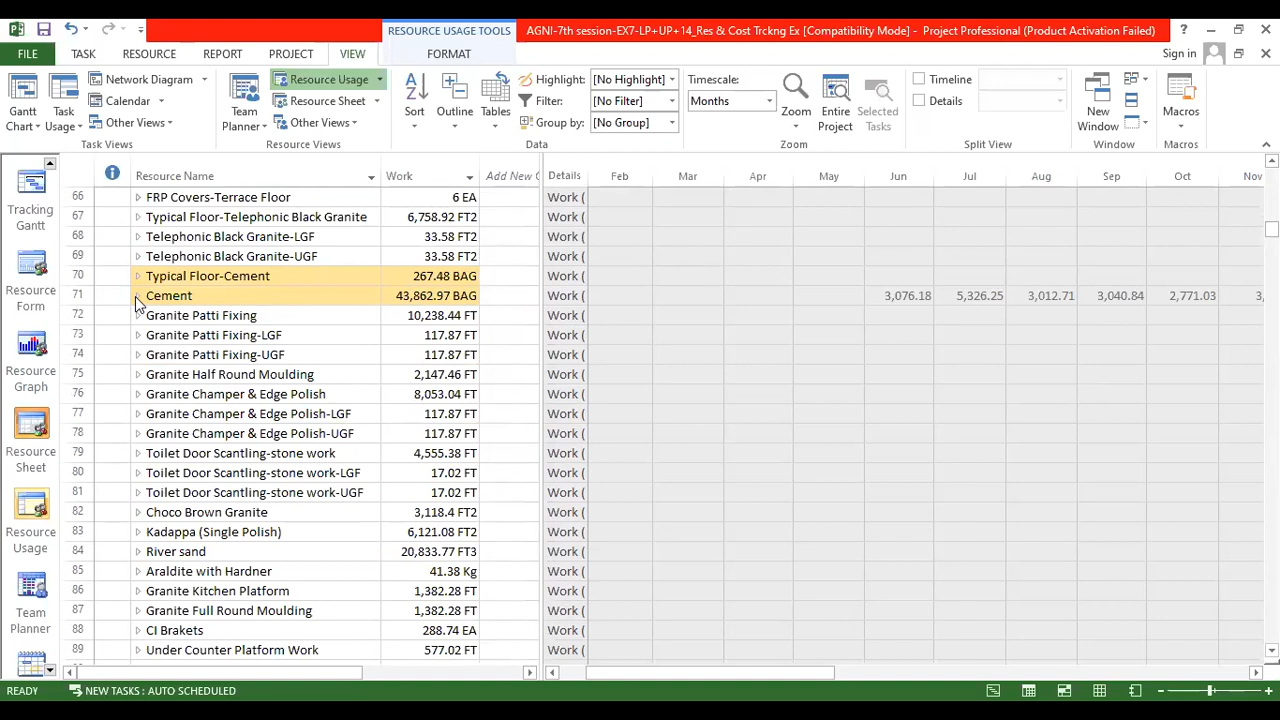 RESOURCE USAGE TOOLS
AGNI-7th session-EX7-LP+UP+14_Res & Cost Trckng Ex [Compatibility Mode] - Project Professional (Product Activation Failed)
?
FILE TASK RESOURCE REPORT PROJECT VIEW FORMAT Sign in
Gantt Chart
Task Usage
Network Diagram
Calendar
Other Views
Task Views
Team Planner
Resource Usage
Resource Sheet
Other Views
Resource Views
Sort
Outline
Tables
Highlight: [No Highlight]
Filter: [No Filter]
Group by: [No Group]
Data
Timescale:
Months
Zoom
Entire Project
Selected Tasks
Zoom
Timeline
Details
Split View
New Window
Window
Macros
Macros
Tracking Gantt
Resource Form
Resource Graph
Resource Sheet
Resource Usage
Team Planner
Resource Name Work Add New C Details Feb Mar Apr May Jun Jul Aug Sep Oct Nov
66 FRP Covers-Terrace Floor 6 EA Work (
67 Typical Floor-Telephonic Black Granite 6,758.92 FT2 Work (
68 Telephonic Black Granite-LGF 33.58 FT2 Work (
69 Telephonic Black Granite-UGF 33.58 FT2 Work (
70 Typical Floor-Cement 267.48 BAG Work (
71 Cement 43,862.97 BAG Work ( 3,076.18 5,326.25 3,012.71 3,040.84 2,771.03 3,
72 Granite Patti Fixing 10,238.44 FT Work (
73 Granite Patti Fixing-LGF 117.87 FT Work (
74 Granite Patti Fixing-UGF 117.87 FT Work (
75 Granite Half Round Moulding 2,147.46 FT Work (
76 Granite Champer & Edge Polish 8,053.04 FT Work (
77 Granite Champer & Edge Polish-LGF 117.87 FT Work (
78 Granite Champer & Edge Polish-UGF 117.87 FT Work (
79 Toilet Door Scantling-stone work 4,555.38 FT Work (
80 Toilet Door Scantling-stone work-LGF 17.02 FT Work (
81 Toilet Door Scantling-stone work-UGF 17.02 FT Work (
82 Choco Brown Granite 3,118.4 FT2 Work (
83 Kadappa (Single Polish) 6,121.08 FT2 Work (
84 River sand 20,833.77 FT3 Work (
85 Araldite with Hardner 41.38 Kg Work (
86 Granite Kitchen Platform 1,382.28 FT Work (
87 Granite Full Round Moulding 1,382.28 FT Work (
88 CI Brakets 288.74 EA Work (
89 Under Counter Platform Work 577.02 FT Work (
READY NEW TASKS : AUTO SCHEDULED